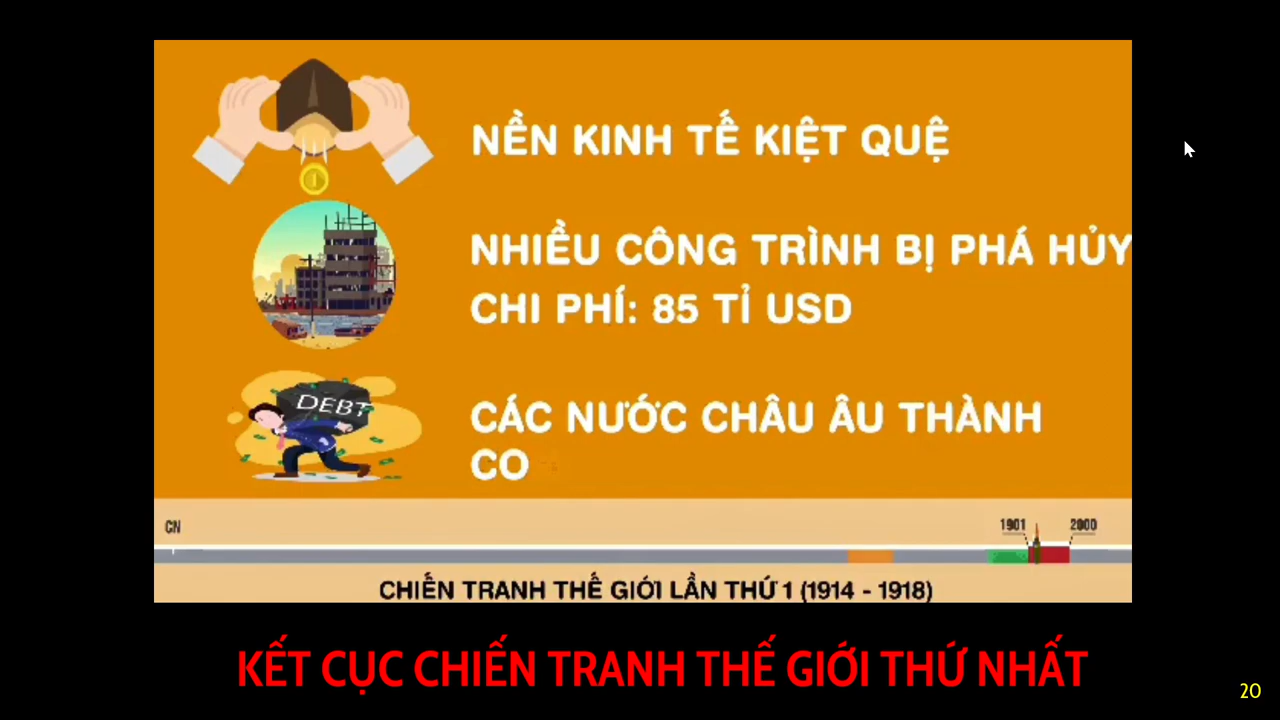 NỀN KINH TẾ KIỆT QUỆ
1
NHIỀU CÔNG TRÌNH BỊ PHÁ HỦY
CHI PHÍ: 85 TỈ USD
DEBT
CÁC NƯỚC CHÂU ÂU THÀNH
CO
CN
1901
2000
CHIẾN TRANH THẾ GIỚI LẦN THỨ 1 (1914 - 1918)
KẾT CỤC CHIẾN TRANH THẾ GIỚI THỨ NHẤT
20